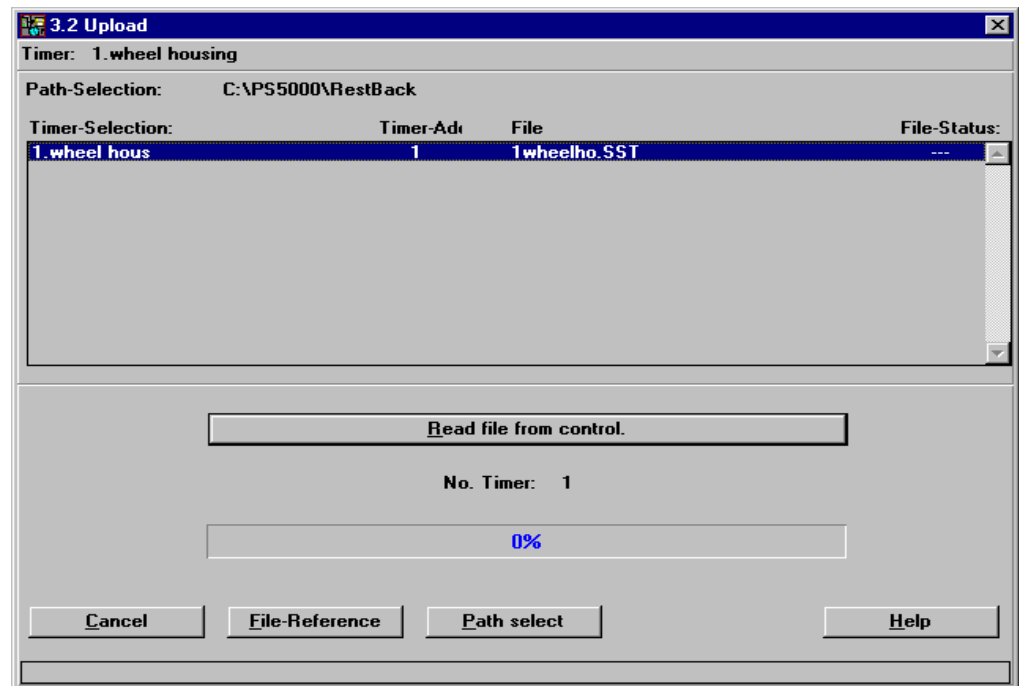 3.2 Upload
Timer: 1.wheel housing
Path-Selection: C:\PS5000\RestBack
Timer-Selection: Timer-Ad File File-Status:
1.wheel hous 1 1wheelho.SST ---
Read file from control.
No. Timer: 1
0%
Cancel File-Reference Path select Help